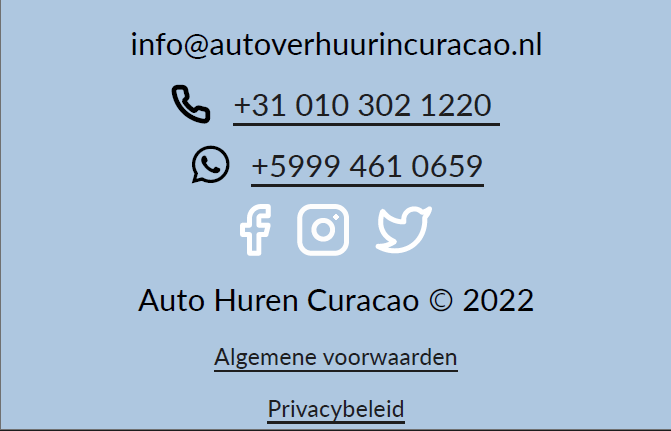 info@autoverhuurincuracao.nl
+31 010 302 1220
+5999 461 0659
Auto Huren Curacao © 2022
Algemene voorwaarden
Privacybeleid